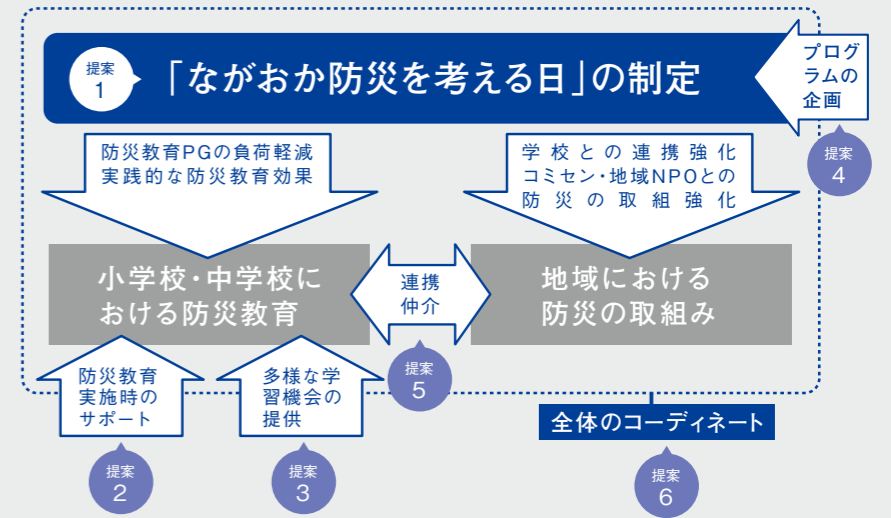 提案
1
「ながおか防災を考える日」の制定
プログ
ラムの
企画
提案
4
防災教育PGの負荷軽減
実践的な防災教育効果
学校との連携強化
コミセン・地域NPOとの
防災の取組強化
小学校・中学校に
おける防災教育
連携
仲介
提案
5
地域における
防災の取組み
防災教育
実施時の
サポート
提案
2
多様な学
習機会の
提供
提案
3
全体のコーディネート
提案
6